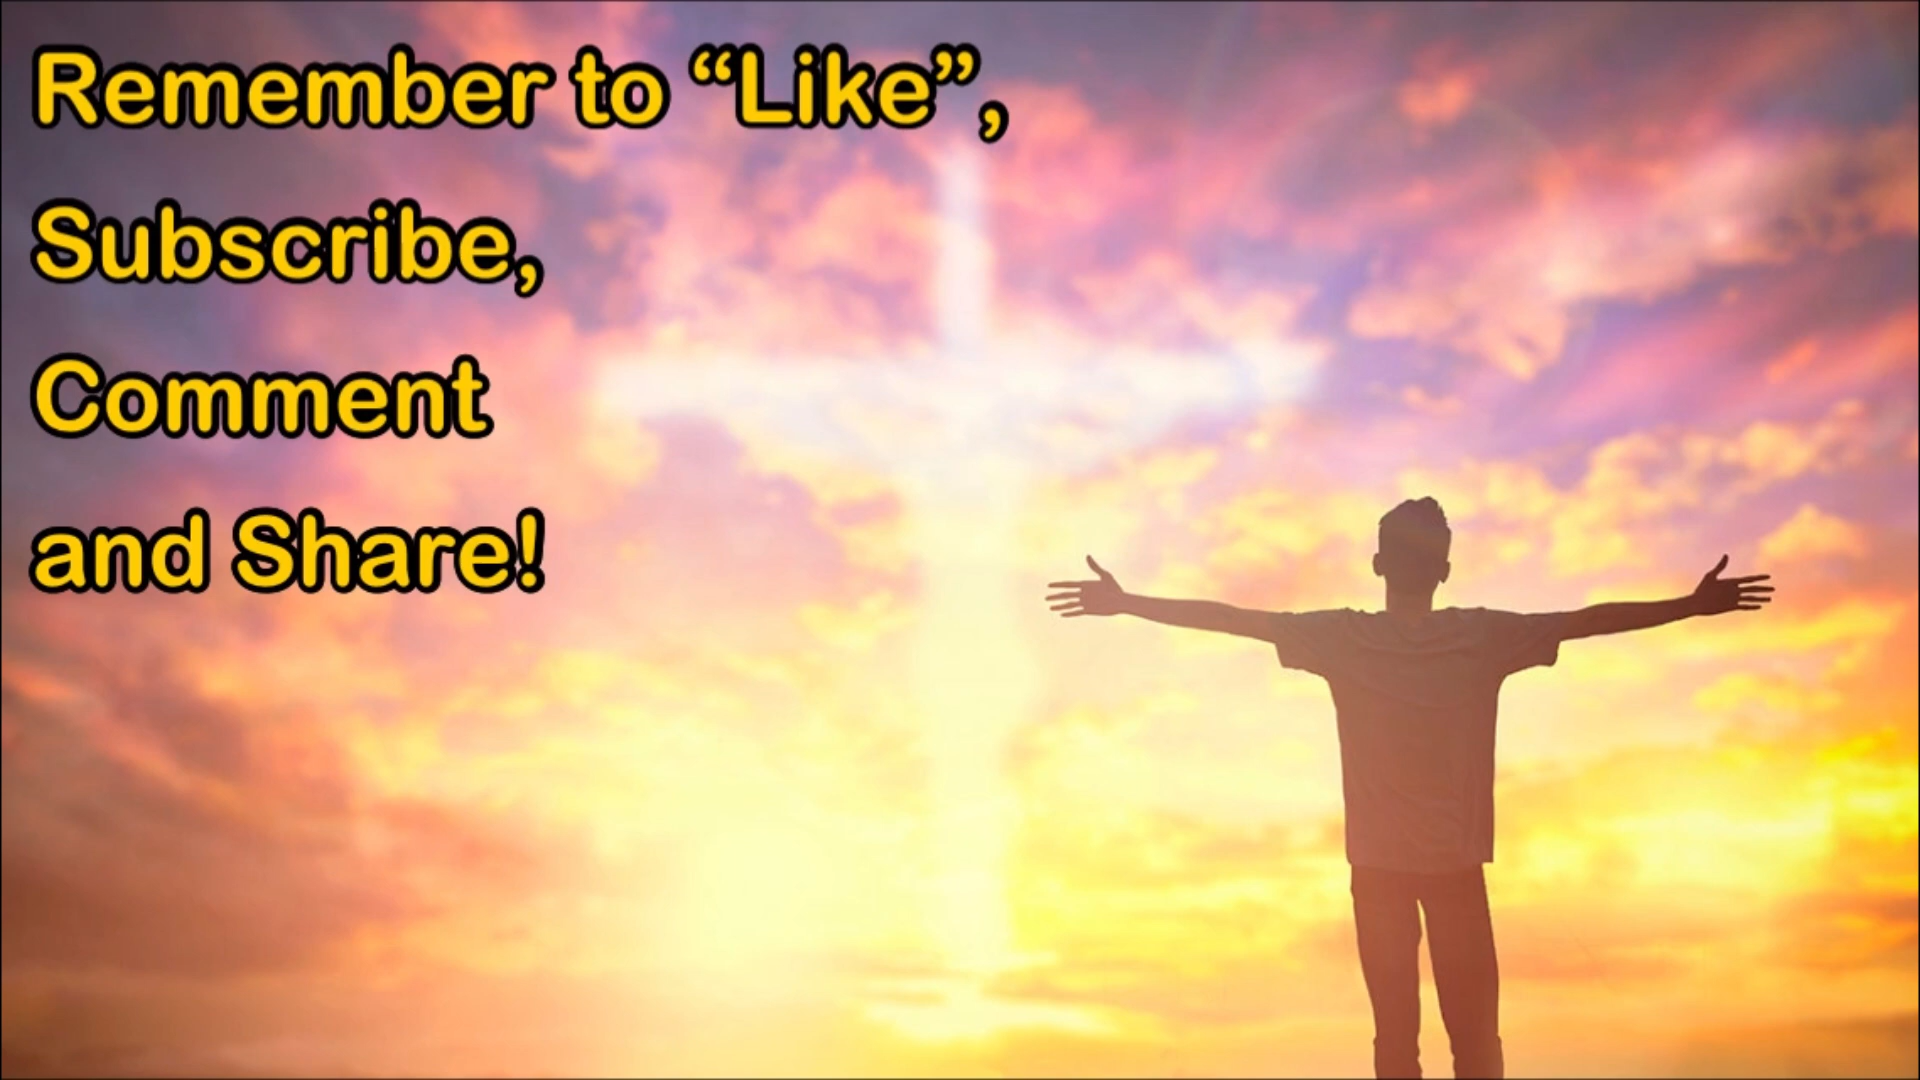 Remember to “Like”,
Subscribe,
Comment
and Share!